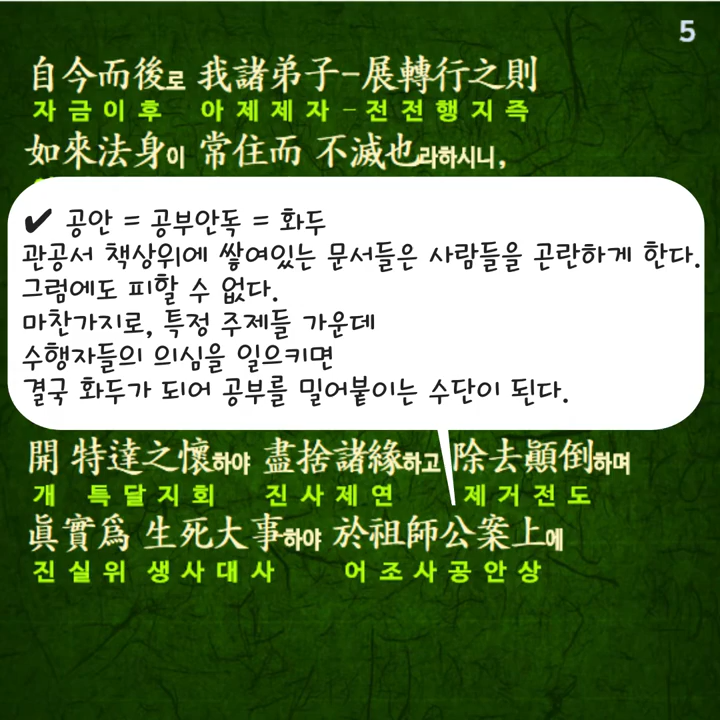 5
自今而後로 我諸弟子-展轉行之則
자금이후 아제제자-전전행지즉
如來法身이 常住而 不滅也라하시니,
✔ 공안 = 공부안독 = 화두
관공서 책상위에 쌓여있는 문서들은 사람들을 곤란하게 한다.
그럼에도 피할 수 없다.
마찬가지로, 특정 주제들 가운데
수행자들의 의심을 일으키면
결국 화두가 되어 공부를 밀어붙이는 수단이 된다.
開 特達之懷하야 盡捨諸緣하고 除去顚倒하며
개 특달지회 진사제연 제거전도
眞實爲 生死大事하야 於祖師公案上에
진실위 생사대사 어조사공안상